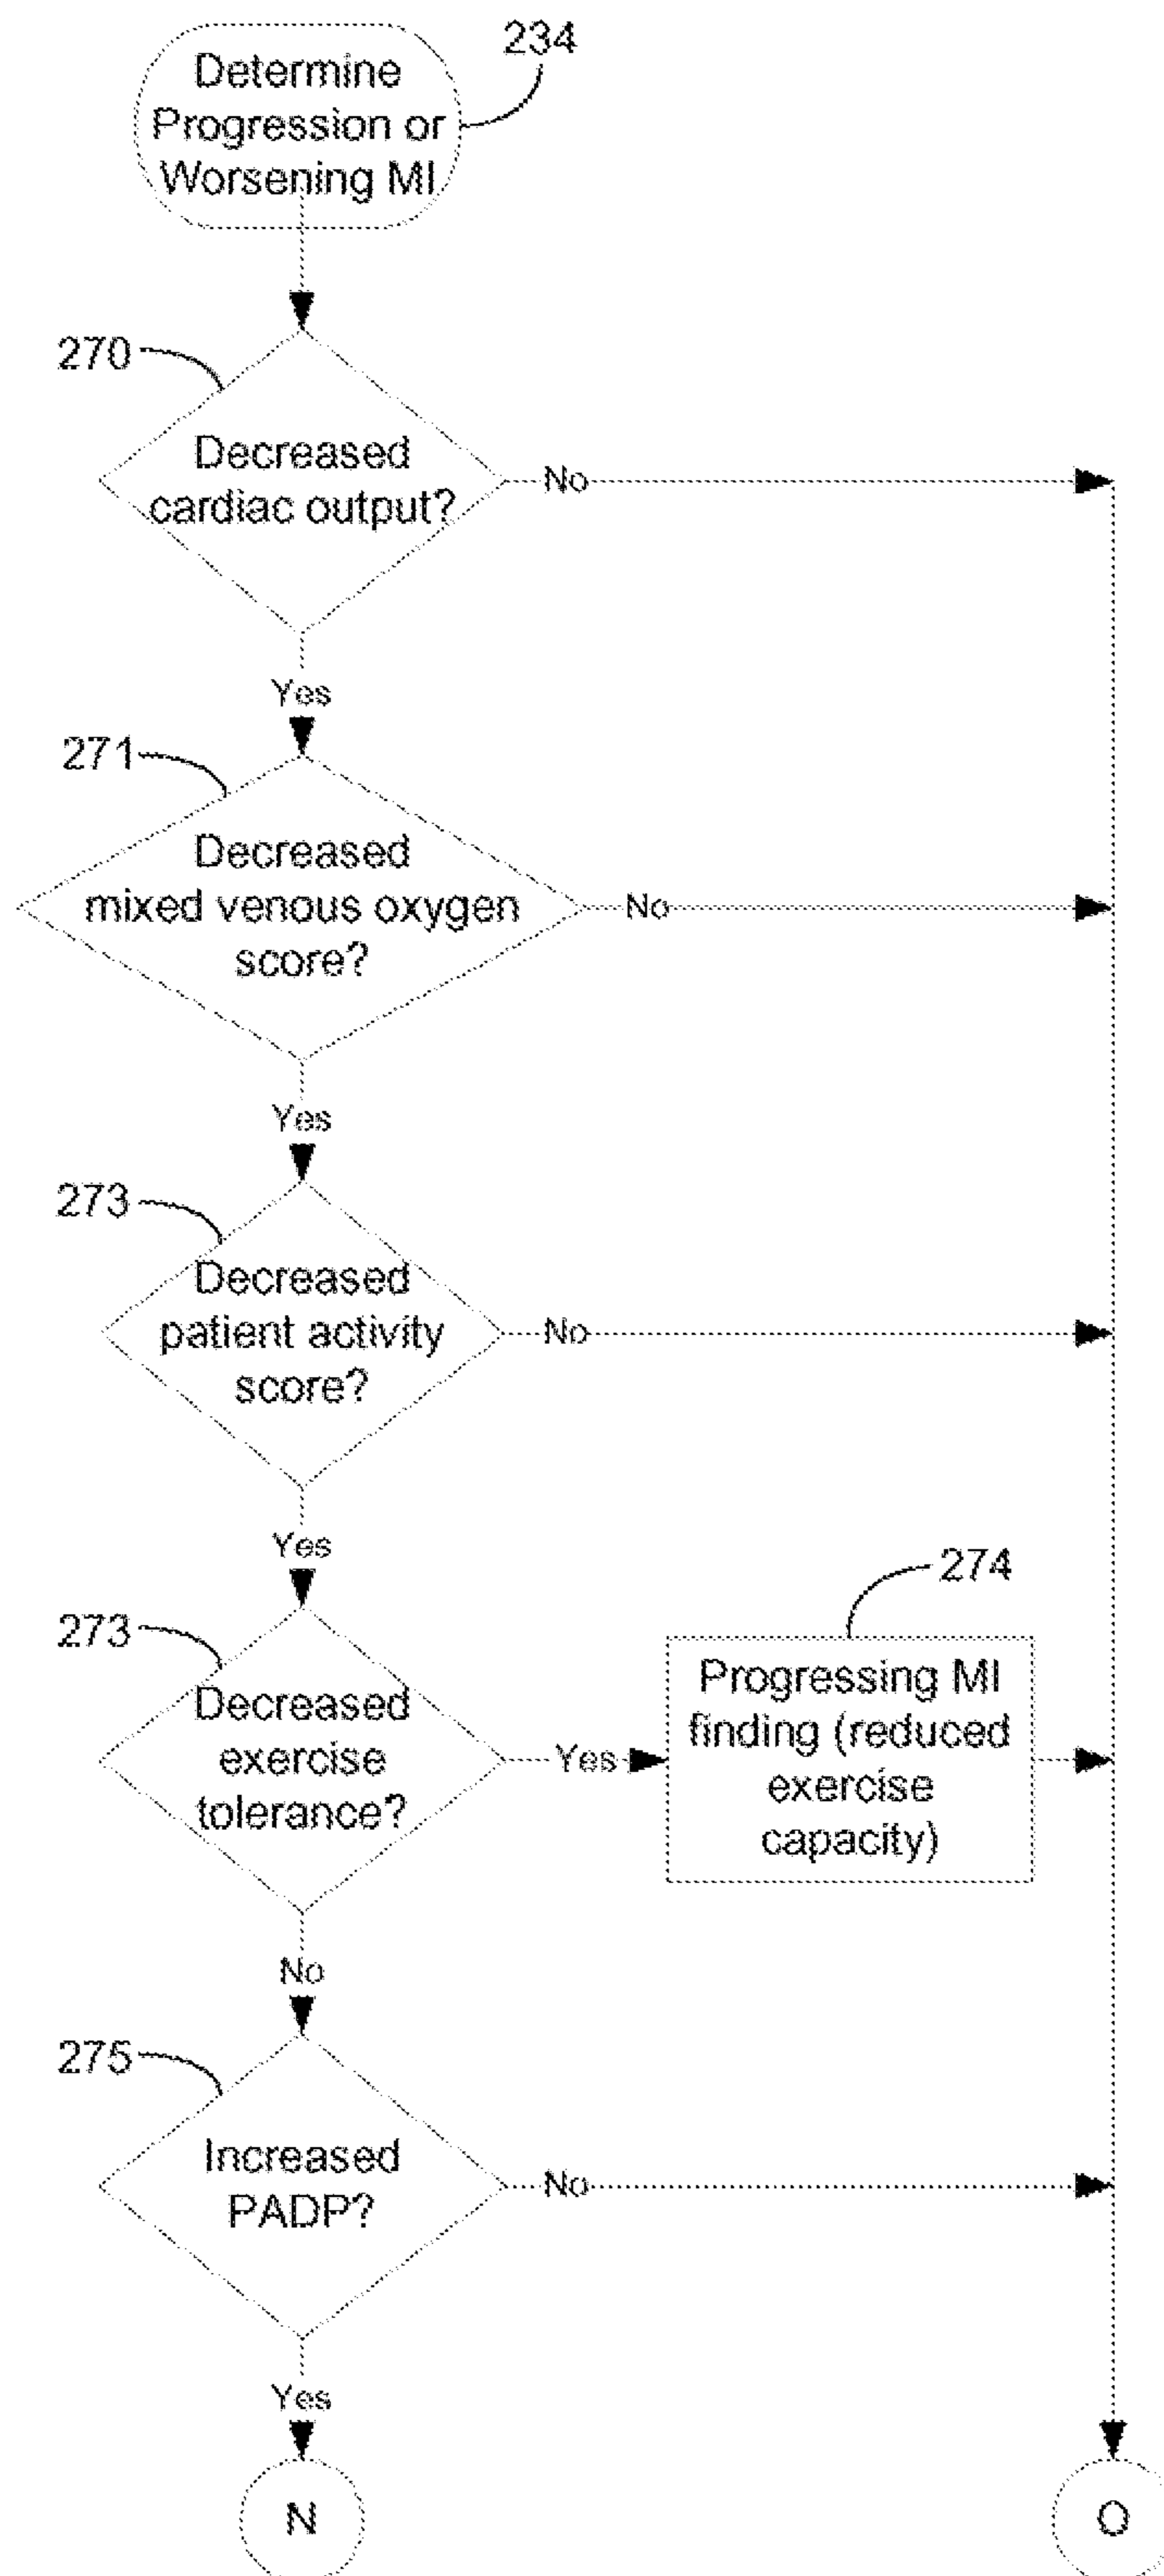 234
Determine
Progression or
Worsening MI
270
Decreased
cardiac output?
No
Yes
271
Decreased
mixed venous oxygen
score?
No
Yes
273
Decreased
patient activity
score?
No
Yes
273
Decreased
exercise
tolerance?
Yes
274
Progressing MI
finding (reduced
exercise
capacity)
No
275
Increased
PADP?
No
Yes
N
O